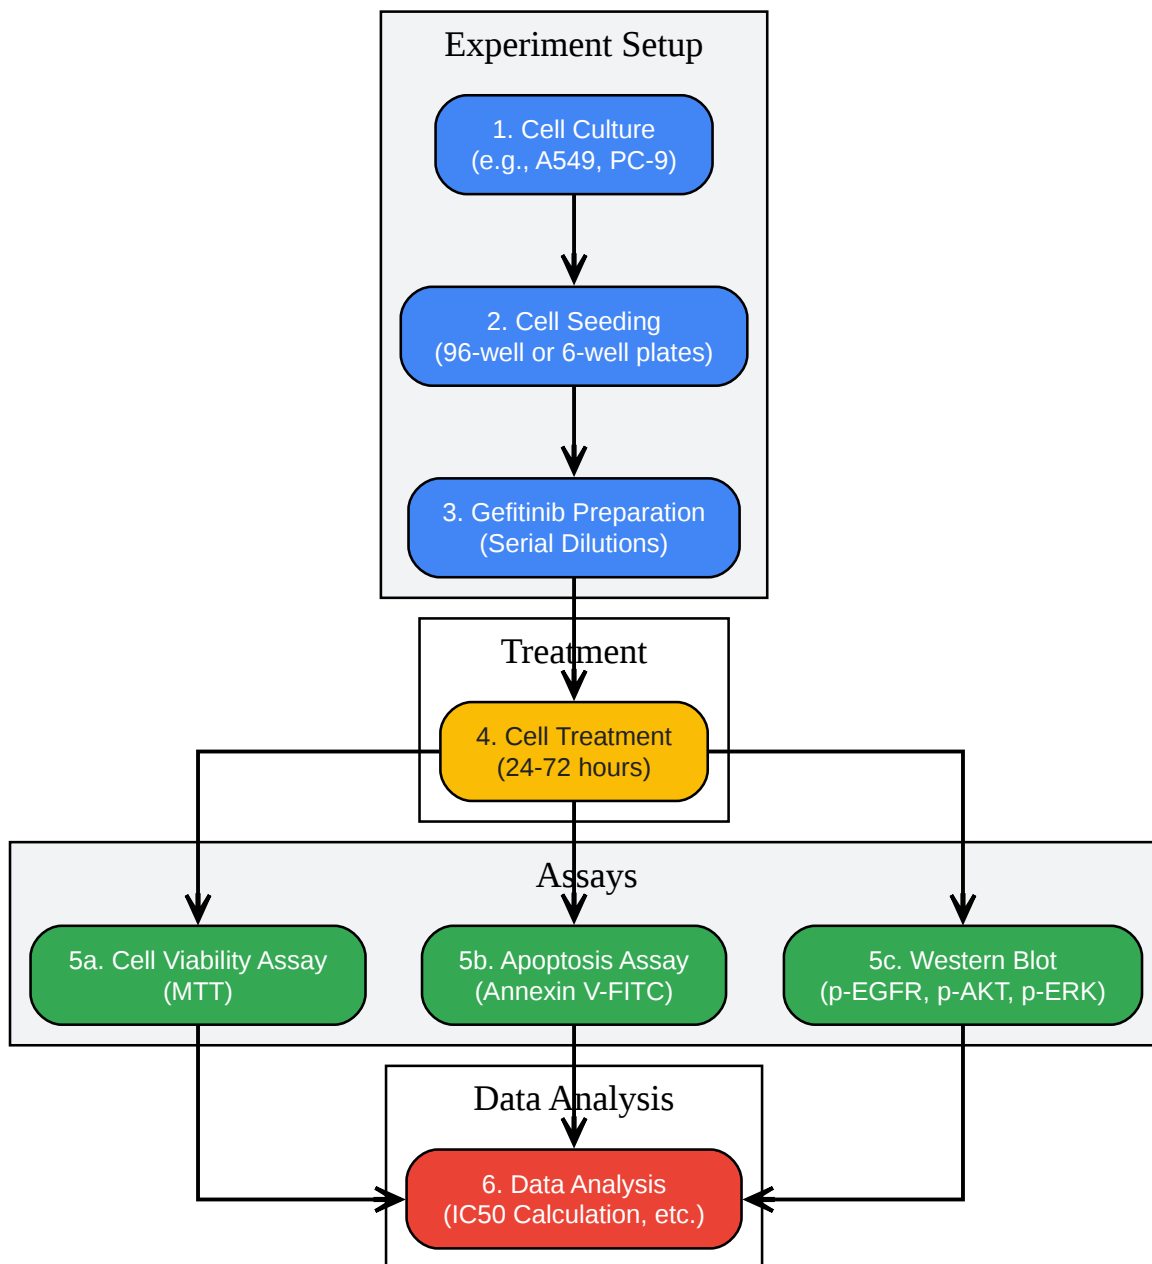 Experiment Setup
1. Cell Culture
(e.g., A549, PC-9)
2. Cell Seeding
(96-well or 6-well plates)
3. Gefitinib Preparation
(Serial Dilutions)
Treatment
4. Cell Treatment
(24-72 hours)
Assays
5a. Cell Viability Assay
(MTT)
5b. Apoptosis Assay
(Annexin V-FITC)
5c. Western Blot
(p-EGFR, p-AKT, p-ERK)
Data Analysis
6. Data Analysis
(IC50 Calculation, etc.)